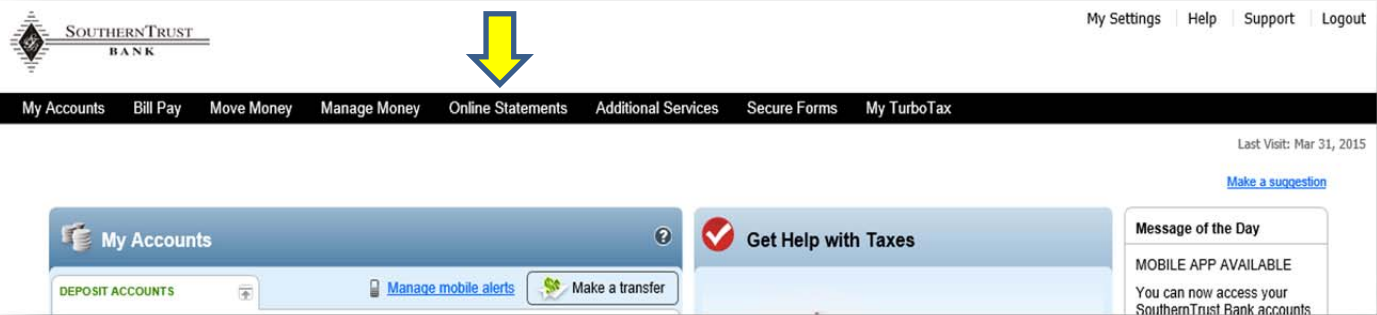 My Settings Help Support Logout
SOUTHERNTRUST
BANK
My Accounts Bill Pay Move Money Manage Money Online Statements Additional Services Secure Forms My TurboTax
Last Visit: Mar 31, 2015
Make a suggestion
My Accounts ?
DEPOSIT ACCOUNTS
Manage mobile alerts Make a transfer
Get Help with Taxes
Message of the Day
MOBILE APP AVAILABLE
You can now access your
SouthernTrust Bank accounts